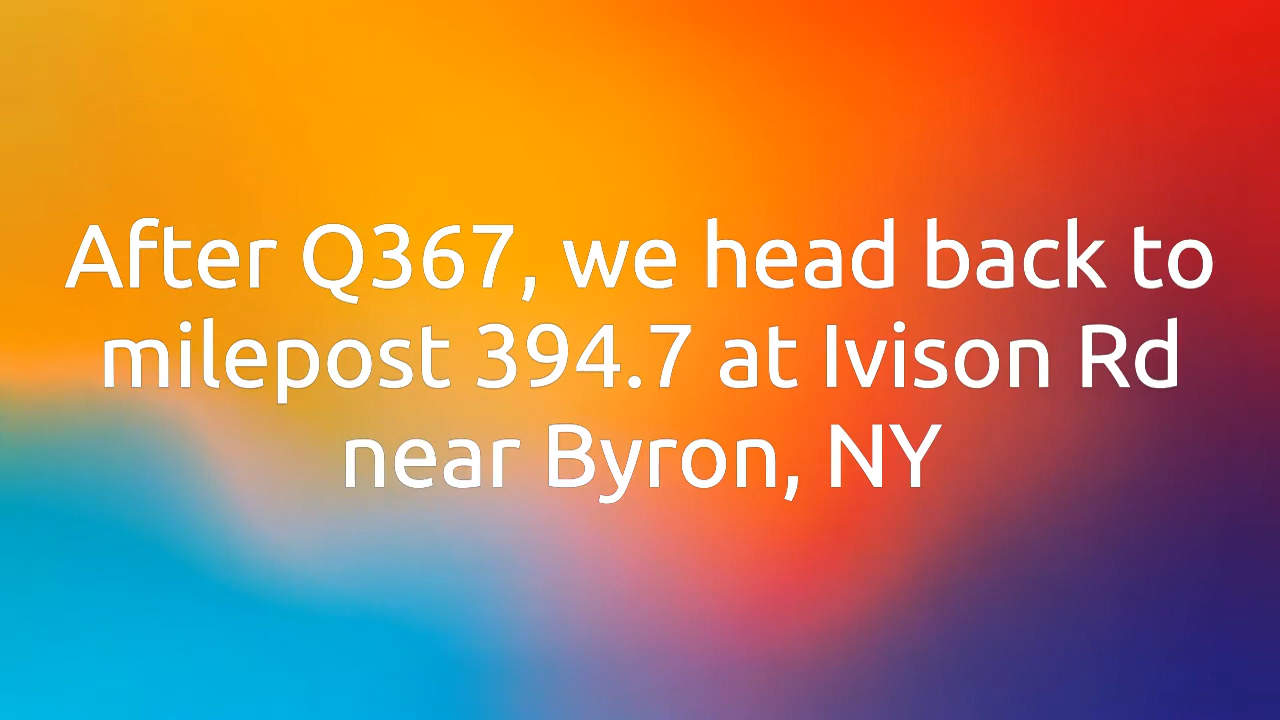 After Q367, we head back to
milepost 394.7 at Ivison Rd
near Byron, NY